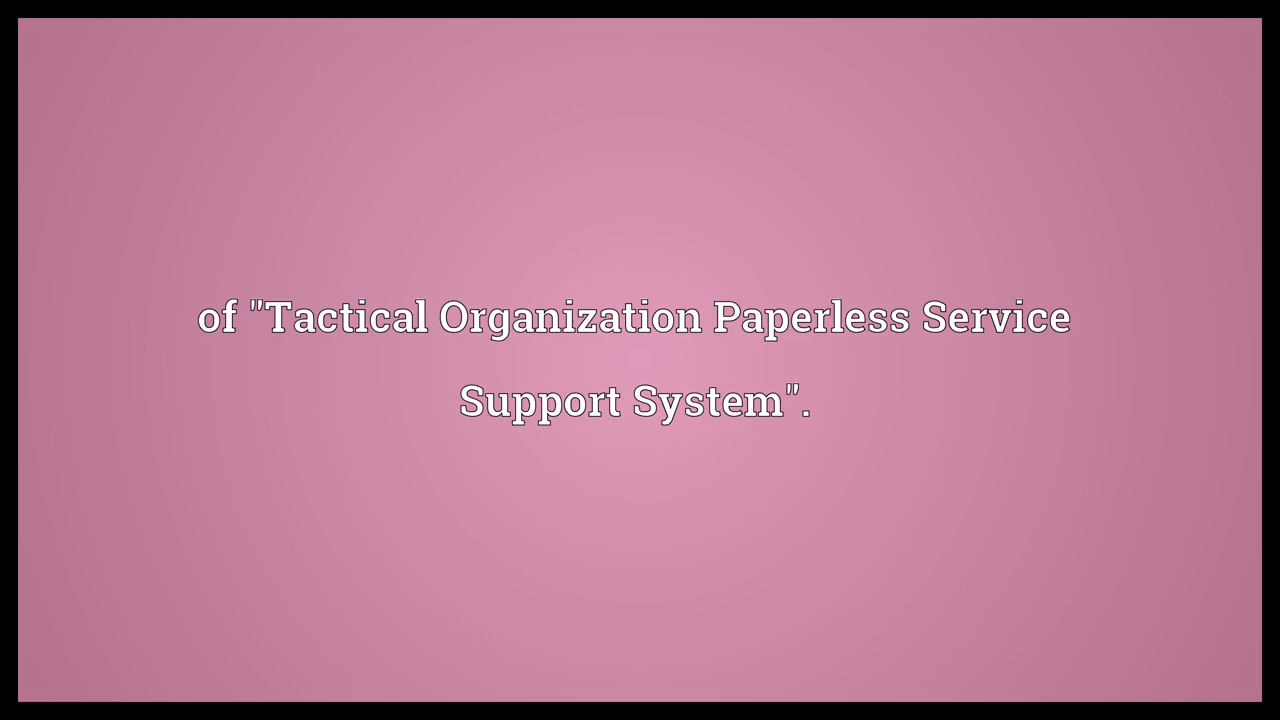 of "Tactical Organization Paperless Service
Support System".